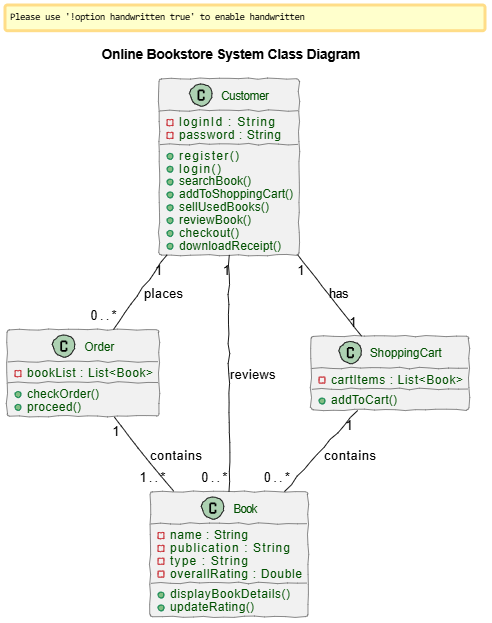 Please use '!option handwritten true' to enable handwritten
Online Bookstore System Class Diagram
C Customer
loginId : String
password : String
register()
login()
searchBook()
addToShoppingCart()
sellUsedBooks()
reviewBook()
checkout()
downloadReceipt()
1 1 1
places has
0..* 1
C Order
bookList : List<Book>
checkOrder()
proceed()
C ShoppingCart
cartItems : List<Book>
addToCart()
reviews
1 1
contains contains
1..* 0..* 0..*
C Book
name : String
publication : String
type : String
overallRating : Double
displayBookDetails()
updateRating()